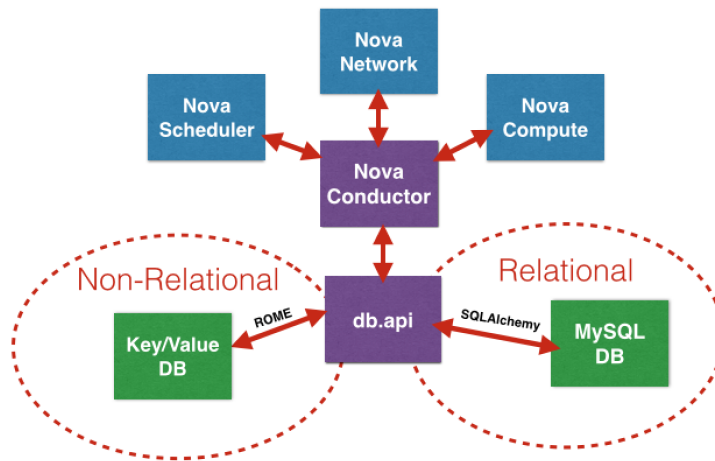 Nova
Network
Nova
Scheduler
Nova
Compute
Nova
Conductor
Non-Relational
Relational
ROME
db.api
SQLAlchemy
Key/Value
DB
MySQL
DB